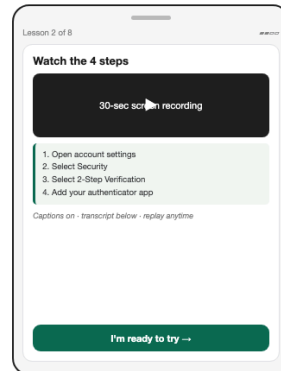 Lesson 2 of 8
Watch the 4 steps
30-sec screen recording
1. Open account settings
2. Select Security
3. Select 2-Step Verification
4. Add your authenticator app
Captions on · transcript below · replay anytime
I'm ready to try →